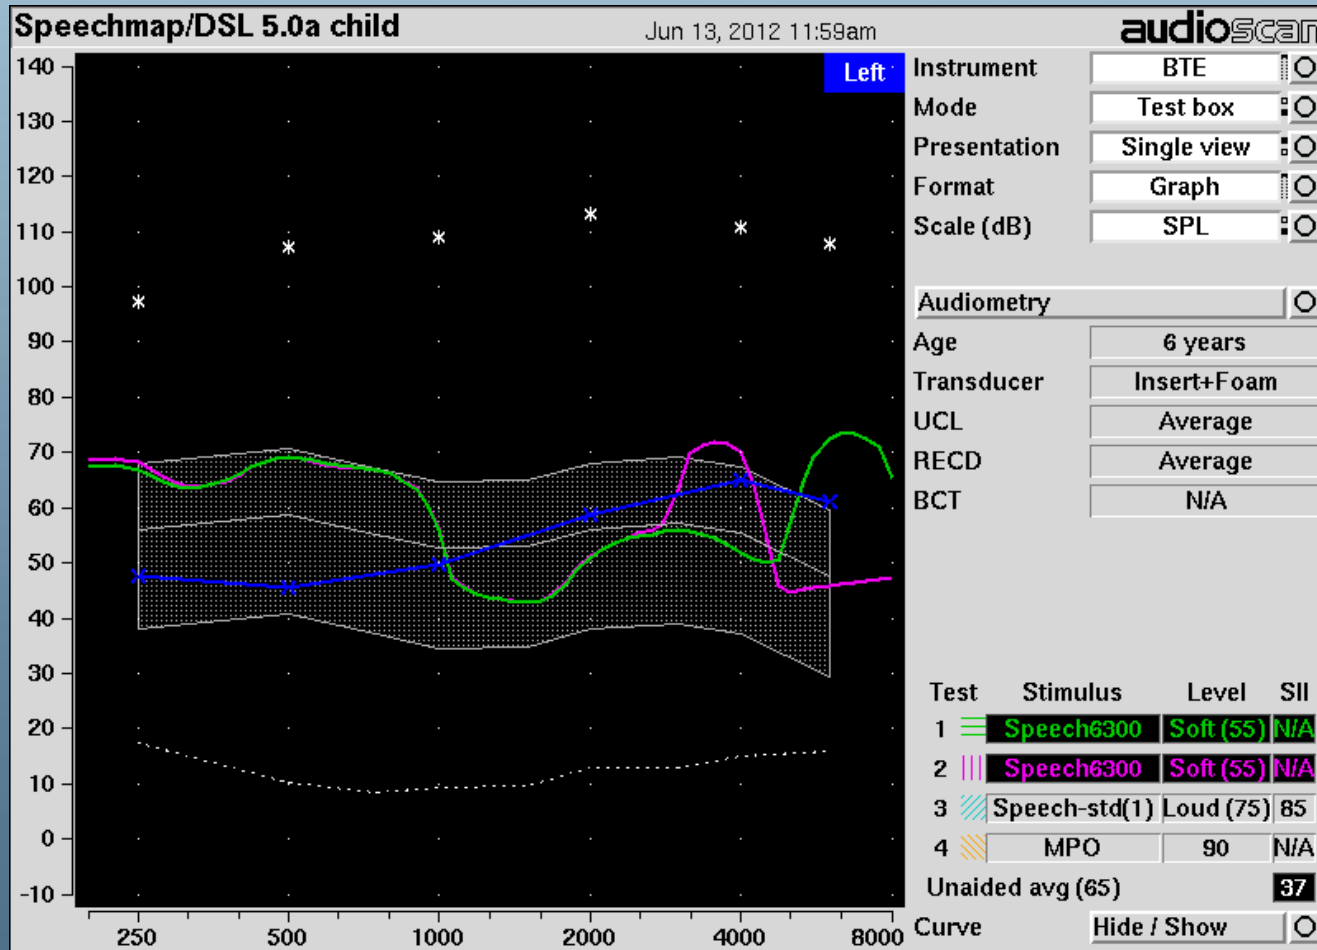 Speechmap/DSL 5.0a child Jun 13, 2012 11:59am audioscan
140
130
120
110
100
90
80
70
60
50
40
30
20
10
0
-10
Left
250 500 1000 2000 4000 8000
Instrument BTE
Mode Test box
Presentation Single view
Format Graph
Scale (dB) SPL
Audiometry
Age 6 years
Transducer Insert+Foam
UCL Average
RECD Average
BCT N/A
Test Stimulus Level SII
1 Speech6300 Soft (55) N/A
2 Speech6300 Soft (55) N/A
3 Speech-std(1) Loud (75) 85
4 MPO 90 N/A
Unaided avg (65) 37
Curve Hide / Show